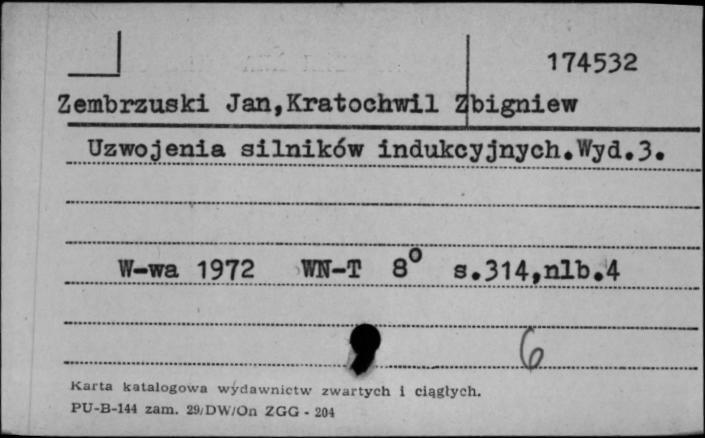 174532
Zembrzuski Jan,Kratochwil Zbigniew
Uzwojenia silników indukcyjnych.Wyd.3.
W-wa 1972 WN-T 8° s.314,nlb.4
6
Karta katalogowa wydawnictw zwartych i ciągłych.
PU-B-144 zam. 29/DW/On ZGG - 204